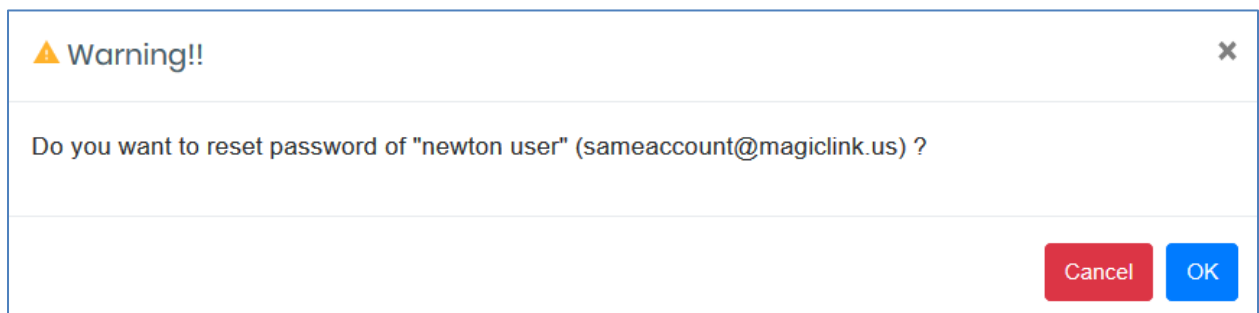 Warning!!
Do you want to reset password of "newton user" (sameaccount@magiclink.us) ?
Cancel OK